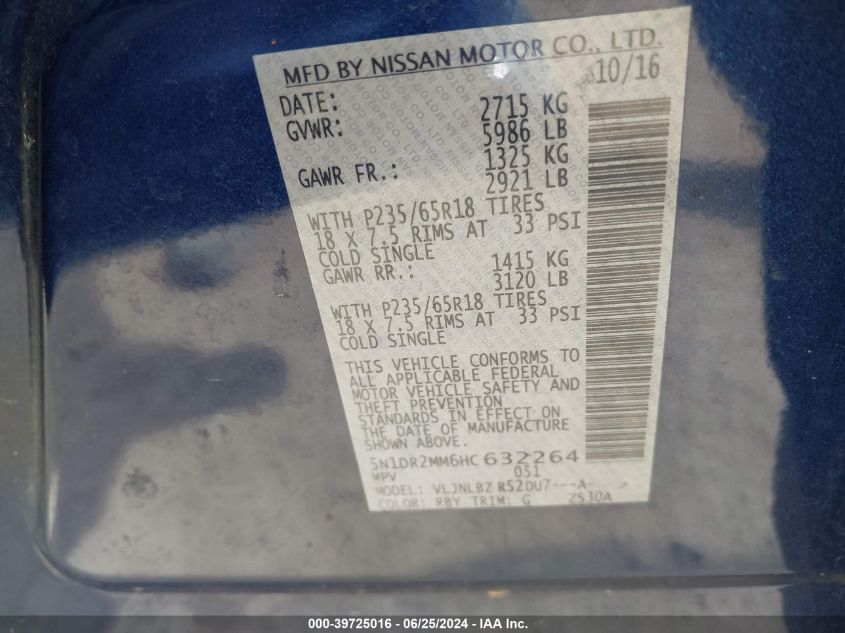 MFD BY NISSAN MOTOR CO., LTD.
DATE: 10/16
GVWR: 2715 KG
5986 LB
GAWR FR.: 1325 KG
2921 LB
WITH P235/65R18 TIRES
18 X 7.5 RIMS AT 33 PSI
COLD SINGLE
GAWR RR.: 1415 KG
3120 LB
WITH P235/65R18 TIRES
18 X 7.5 RIMS AT 33 PSI
COLD SINGLE
THIS VEHICLE CONFORMS TO
ALL APPLICABLE FEDERAL
MOTOR VEHICLE SAFETY AND
THEFT PREVENTION
STANDARDS IN EFFECT ON
THE DATE OF MANUFACTURE
SHOWN ABOVE.
5N1DR2MM6HC632264
MPV 051
MODEL: VLJNLBZ R52DU7---A-
COLOR: RBY TRIM: G 2S30A
000-39725016 - 06/25/2024 - IAA Inc.